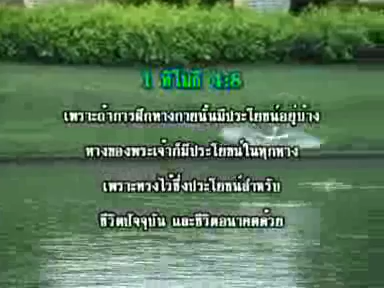 1 ทิโมธี 4:8
เพราะถ้าการฝึกทางกายนั้นมีประโยชน์อยู่บ้าง
ทางของพระเจ้าก็มีประโยชน์ในทุกทาง
เพราะทรงไว้ซึ่งประโยชน์สำหรับ
ชีวิตปัจจุบัน และชีวิตอนาคตด้วย